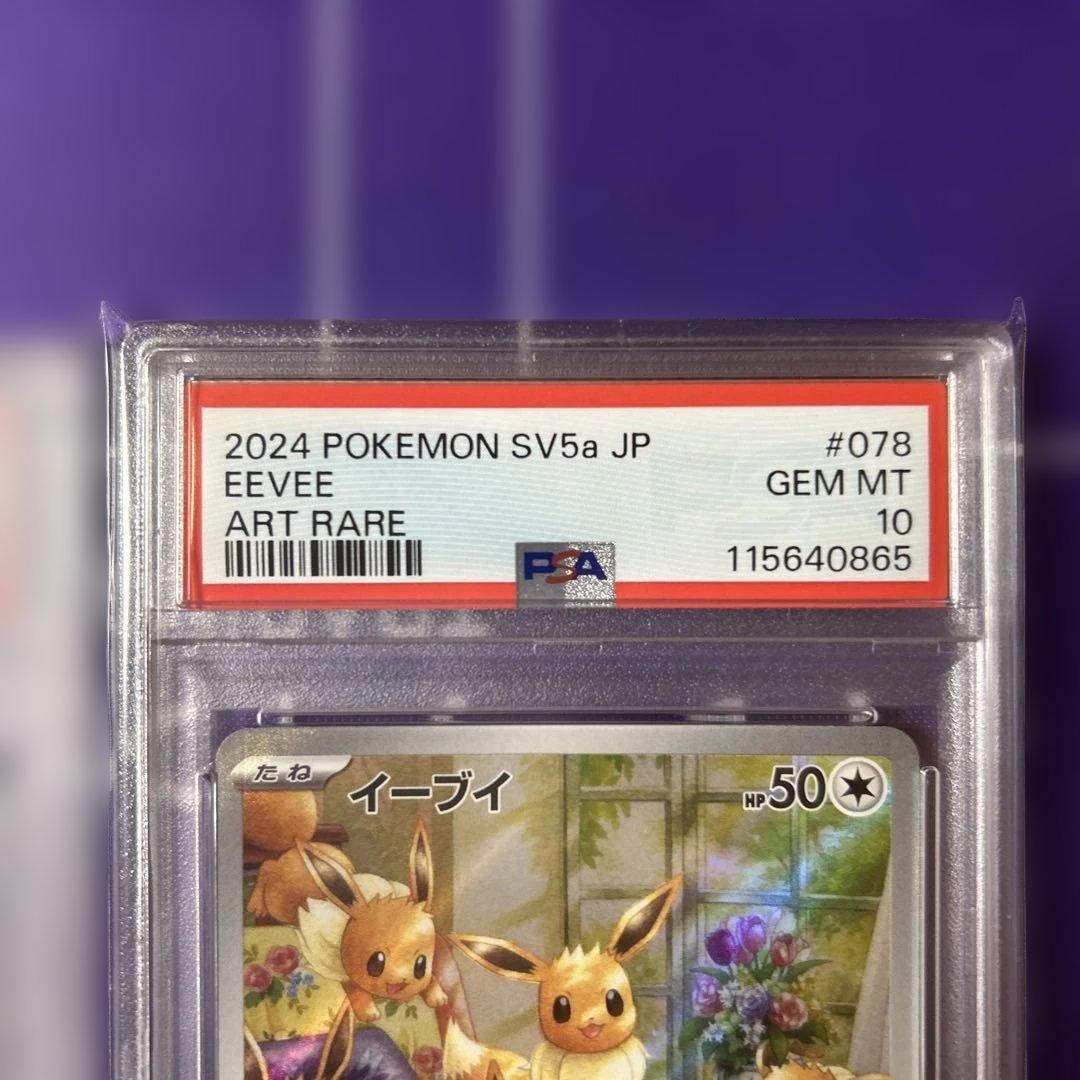 2024 POKEMON SV5a JP #078
EEVEE GEM MT
ART RARE 10
115640865
PSA
たね イーブイ HP50